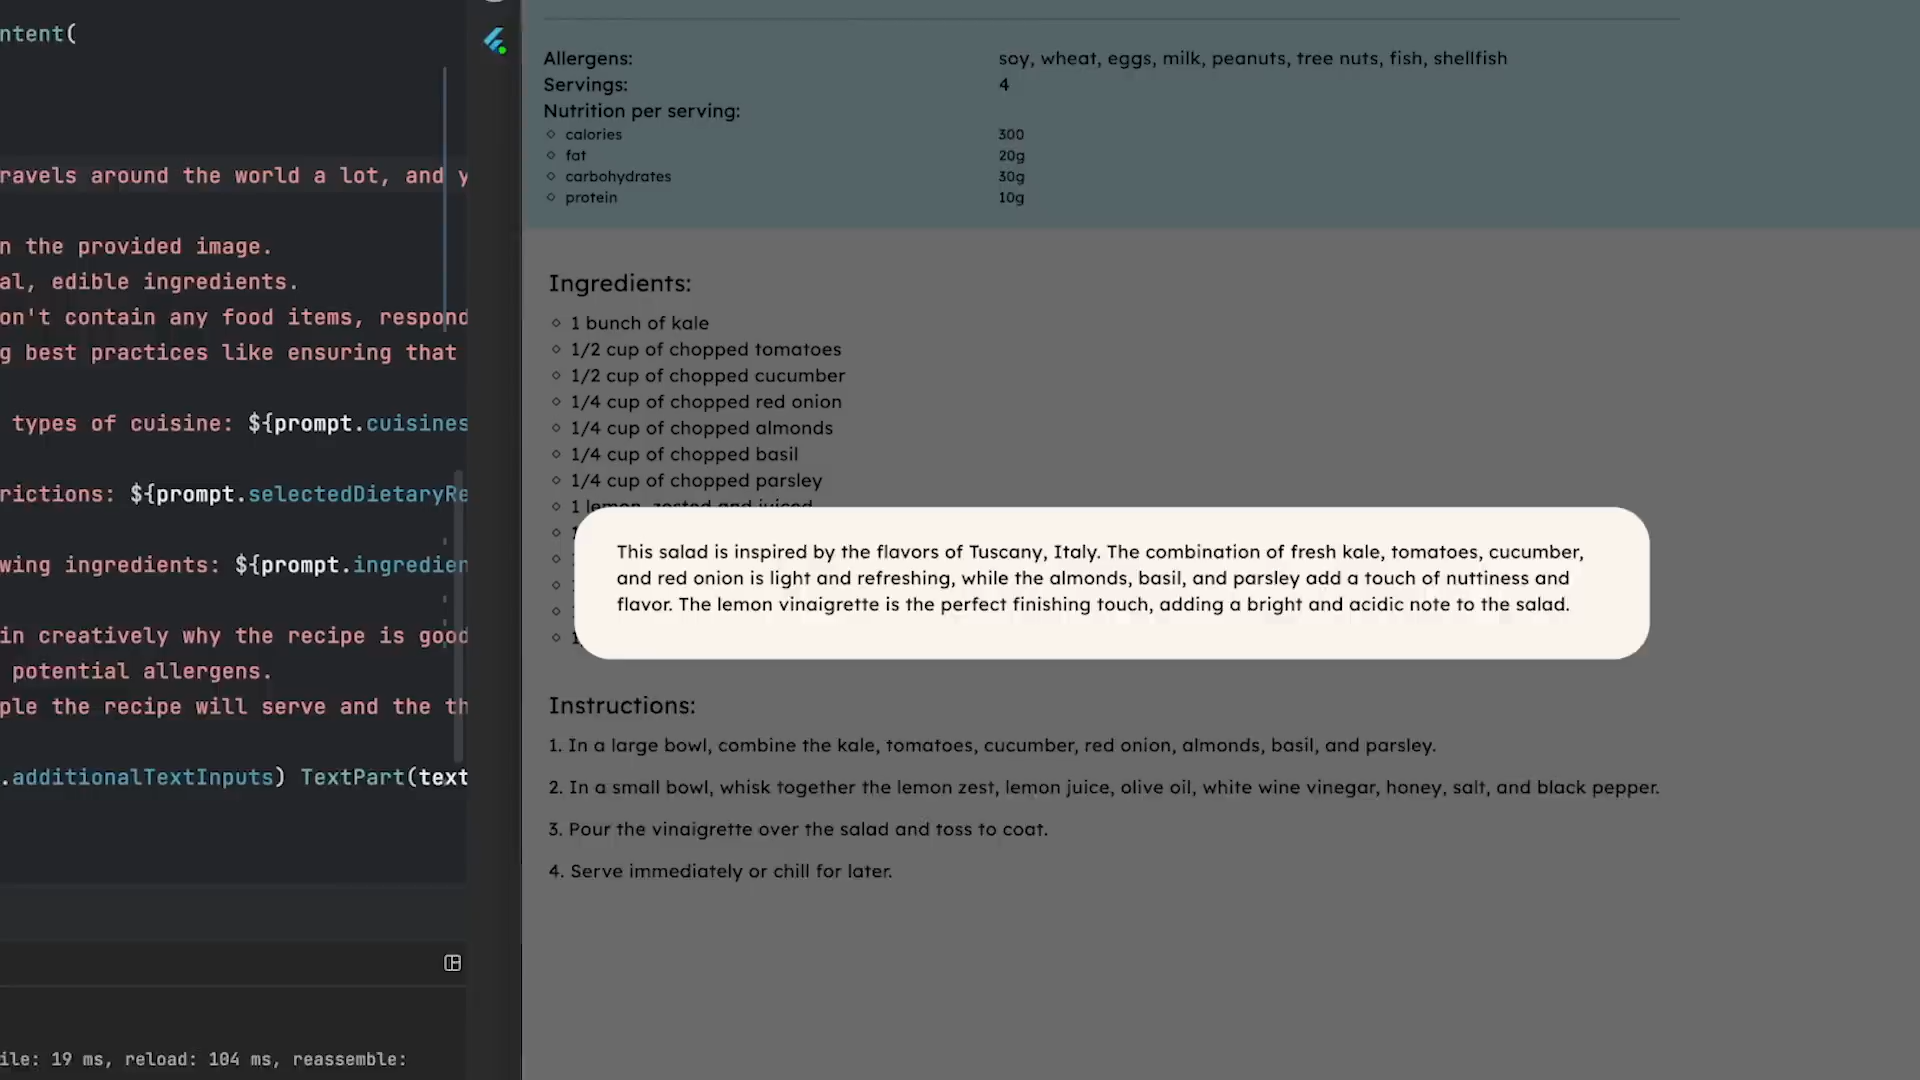 ntent(
ravels around the world a lot, and y
n the provided image.
al, edible ingredients.
on't contain any food items, respond
g best practices like ensuring that
types of cuisine: ${prompt.cuisines
rictions: ${prompt.selectedDietaryRe
wing ingredients: ${prompt.ingredien
in creatively why the recipe is good
potential allergens.
ple the recipe will serve and the th
.additionalTextInputs) TextPart(text
ile: 19 ms, reload: 104 ms, reassemble:
Allergens: soy, wheat, eggs, milk, peanuts, tree nuts, fish, shellfish
Servings: 4
Nutrition per serving:
◇ calories 300
◇ fat 20g
◇ carbohydrates 30g
◇ protein 10g
Ingredients:
◇ 1 bunch of kale
◇ 1/2 cup of chopped tomatoes
◇ 1/2 cup of chopped cucumber
◇ 1/4 cup of chopped red onion
◇ 1/4 cup of chopped almonds
◇ 1/4 cup of chopped basil
◇ 1/4 cup of chopped parsley
◇ 1 lemon, zested and juiced
This salad is inspired by the flavors of Tuscany, Italy. The combination of fresh kale, tomatoes, cucumber,
and red onion is light and refreshing, while the almonds, basil, and parsley add a touch of nuttiness and
flavor. The lemon vinaigrette is the perfect finishing touch, adding a bright and acidic note to the salad.
Instructions:
1. In a large bowl, combine the kale, tomatoes, cucumber, red onion, almonds, basil, and parsley.
2. In a small bowl, whisk together the lemon zest, lemon juice, olive oil, white wine vinegar, honey, salt, and black pepper.
3. Pour the vinaigrette over the salad and toss to coat.
4. Serve immediately or chill for later.